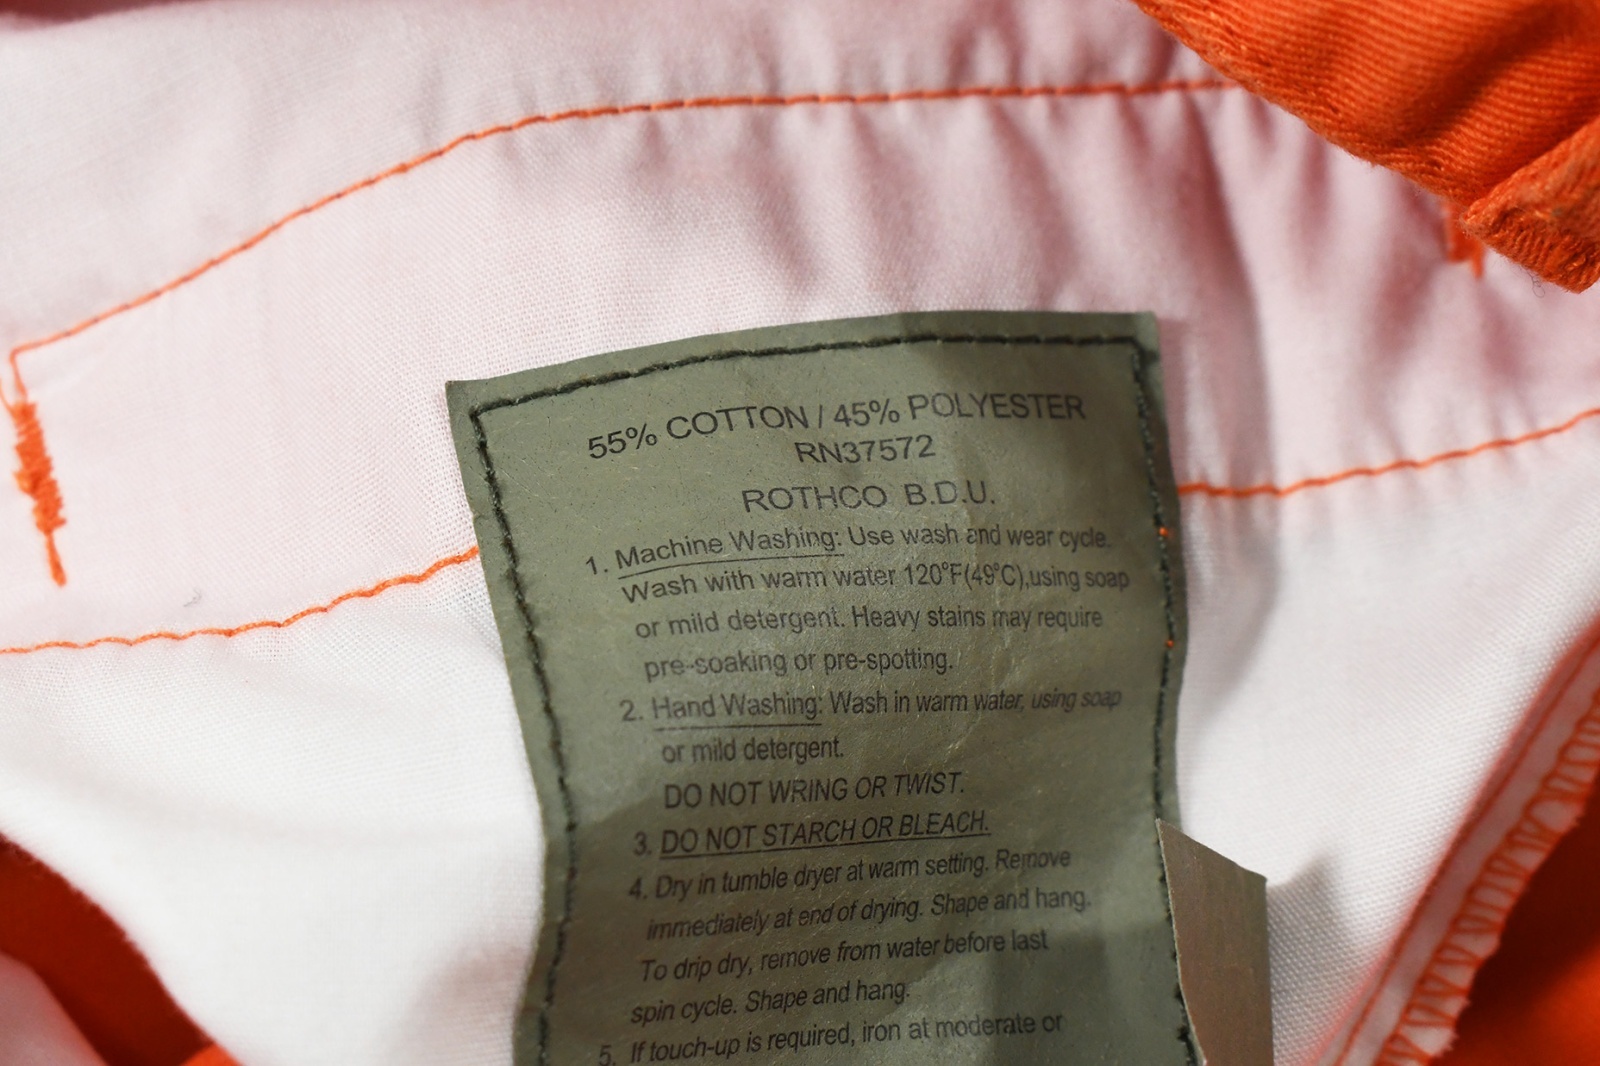 55% COTTON / 45% POLYESTER
RN37572
ROTHCO B.D.U.
1. Machine Washing: Use wash and wear cycle.
Wash with warm water 120°F(49°C),using soap
or mild detergent. Heavy stains may require
pre-soaking or pre-spotting.
2. Hand Washing: Wash in warm water, using soap
or mild detergent.
DO NOT WRING OR TWIST.
3. DO NOT STARCH OR BLEACH.
4. Dry in tumble dryer at warm setting. Remove
immediately at end of drying. Shape and hang.
To drip dry, remove from water before last
spin cycle. Shape and hang.
5. If touch-up is required, iron at moderate or